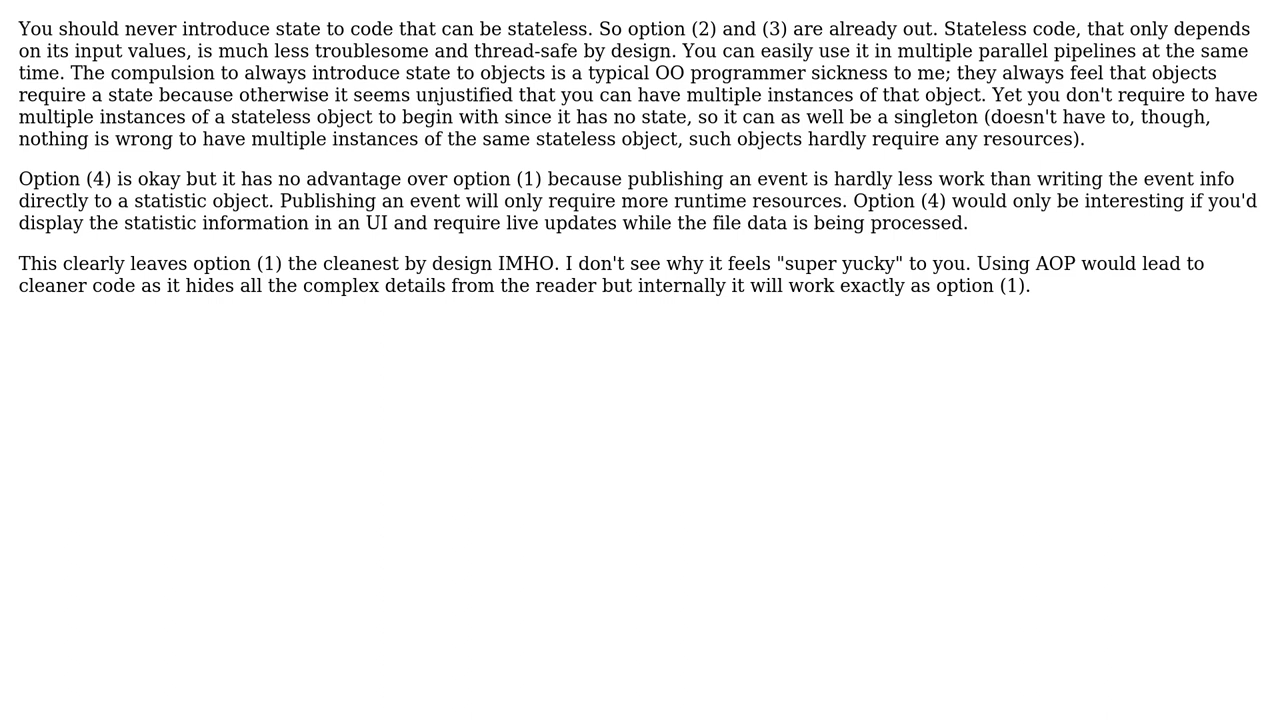 You should never introduce state to code that can be stateless. So option (2) and (3) are already out. Stateless code, that only depends
on its input values, is much less troublesome and thread-safe by design. You can easily use it in multiple parallel pipelines at the same
time. The compulsion to always introduce state to objects is a typical OO programmer sickness to me; they always feel that objects
require a state because otherwise it seems unjustified that you can have multiple instances of that object. Yet you don't require to have
multiple instances of a stateless object to begin with since it has no state, so it can as well be a singleton (doesn't have to, though,
nothing is wrong to have multiple instances of the same stateless object, such objects hardly require any resources).
Option (4) is okay but it has no advantage over option (1) because publishing an event is hardly less work than writing the event info
directly to a statistic object. Publishing an event will only require more runtime resources. Option (4) would only be interesting if you'd
display the statistic information in an UI and require live updates while the file data is being processed.
This clearly leaves option (1) the cleanest by design IMHO. I don't see why it feels "super yucky" to you. Using AOP would lead to
cleaner code as it hides all the complex details from the reader but internally it will work exactly as option (1).